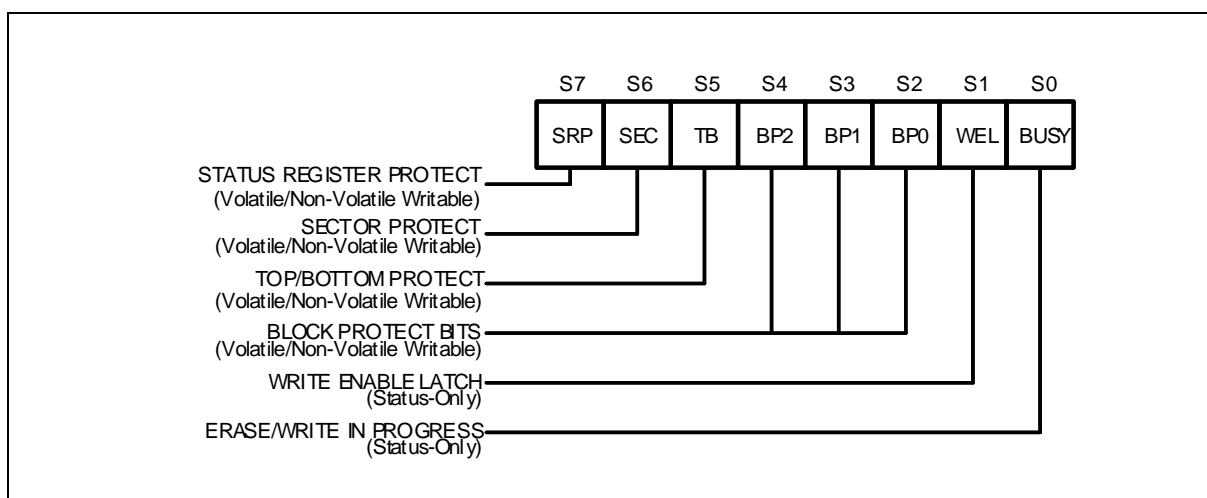 S7 S6 S5 S4 S3 S2 S1 S0
SRP SEC TB BP2 BP1 BP0 WEL BUSY
STATUS REGISTER PROTECT
(Volatile/Non-Volatile Writable)
SECTOR PROTECT
(Volatile/Non-Volatile Writable)
TOP/BOTTOM PROTECT
(Volatile/Non-Volatile Writable)
BLOCK PROTECT BITS
(Volatile/Non-Volatile Writable)
WRITE ENABLE LATCH
(Status-Only)
ERASE/WRITE IN PROGRESS
(Status-Only)